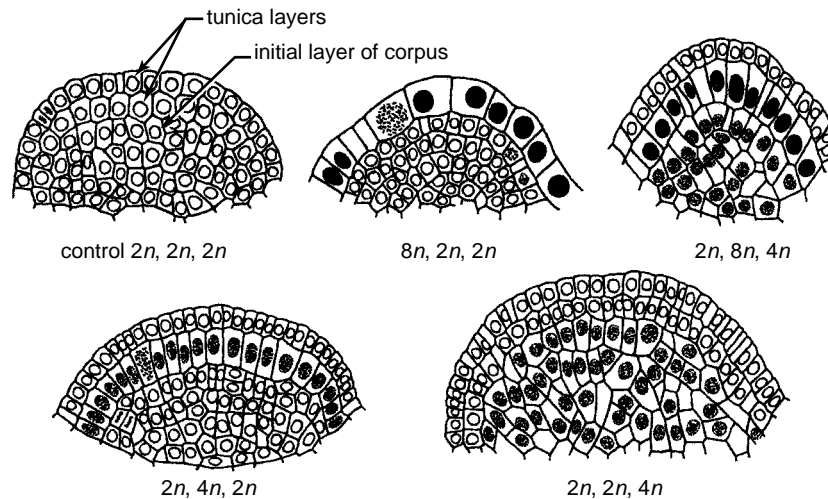 tunica layers
initial layer of corpus
control 2n, 2n, 2n
8n, 2n, 2n
2n, 8n, 4n
2n, 4n, 2n
2n, 2n, 4n